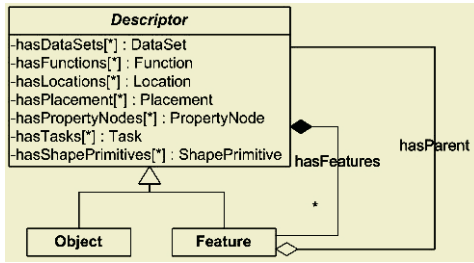 Descriptor
-hasDataSets[*] : DataSet
-hasFunctions[*] : Function
-hasLocations[*] : Location
-hasPlacement[*] : Placement
-hasPropertyNodes[*] : PropertyNode
-hasTasks[*] : Task
-hasShapePrimitives[*] : ShapePrimitive
hasParent
hasFeatures
*
Object
Feature